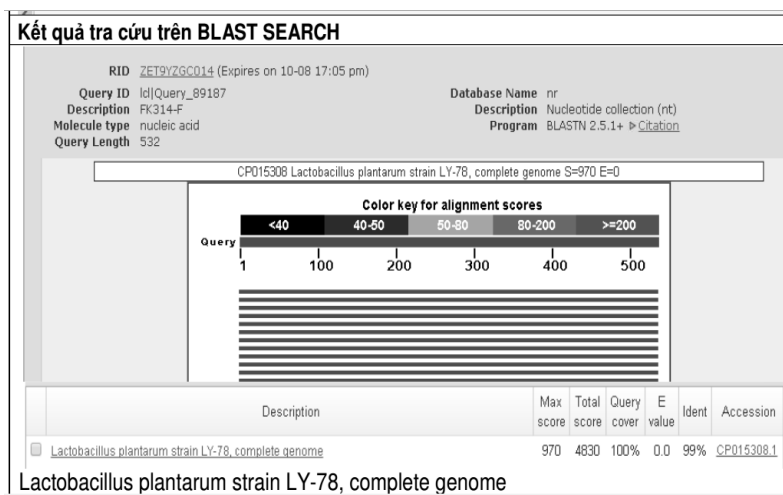 Kết quả tra cứu trên BLAST SEARCH
RID ZET9YZGC014 (Expires on 10-08 17:05 pm)
Query ID lcl|Query_89187
Description FK314-F
Molecule type nucleic acid
Query Length 532
Database Name nr
Description Nucleotide collection (nt)
Program BLASTN 2.5.1+ Citation
CP015308 Lactobacillus plantarum strain LY-78, complete genome S=970 E=0
Color key for alignment scores
<40 40-50 50-80 80-200 >=200
Query
1 100 200 300 400 500
Description Max score Total score Query cover E value Ident Accession
Lactobacillus plantarum strain LY-78, complete genome 970 4830 100% 0.0 99% CP015308.1
Lactobacillus plantarum strain LY-78, complete genome